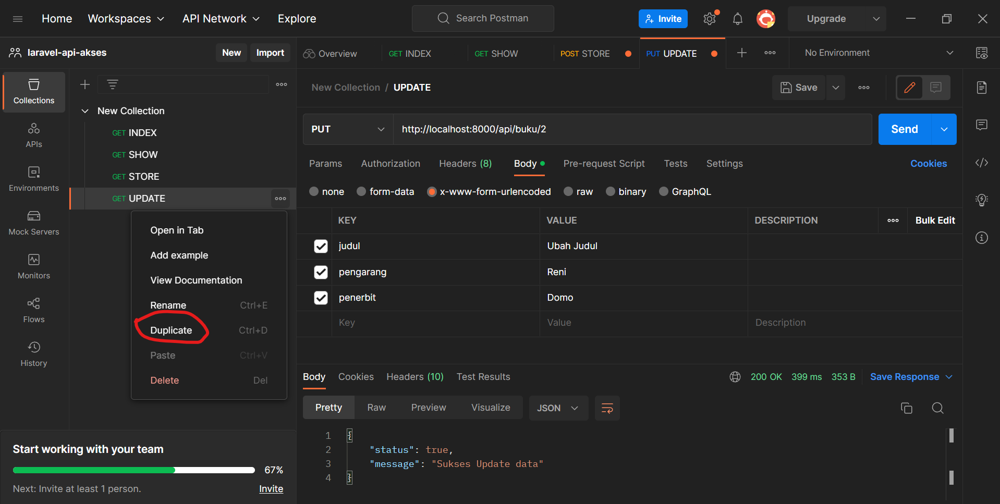 Home Workspaces API Network Explore Search Postman Invite Upgrade
laravel-api-akses New Import
Overview GET INDEX GET SHOW POST STORE PUT UPDATE No Environment
Collections
APIs
Environments
Mock Servers
Monitors
Flows
History
New Collection
GET INDEX
GET SHOW
GET STORE
GET UPDATE
Open in Tab
Add example
View Documentation
Rename Ctrl+E
Duplicate Ctrl+D
Paste Ctrl+V
Delete Del
Start working with your team
67%
Next: Invite at least 1 person. Invite
New Collection / UPDATE Save
PUT http://localhost:8000/api/buku/2 Send
Params Authorization Headers (8) Body Pre-request Script Tests Settings Cookies
none form-data x-www-form-urlencoded raw binary GraphQL
KEY VALUE DESCRIPTION Bulk Edit
judul Ubah Judul
pengarang Reni
penerbit Domo
Key Value Description
Body Cookies Headers (10) Test Results 200 OK 399 ms 353 B Save Response
Pretty Raw Preview Visualize JSON
1 {
2 "status": true,
3 "message": "Sukses Update data"
4 }